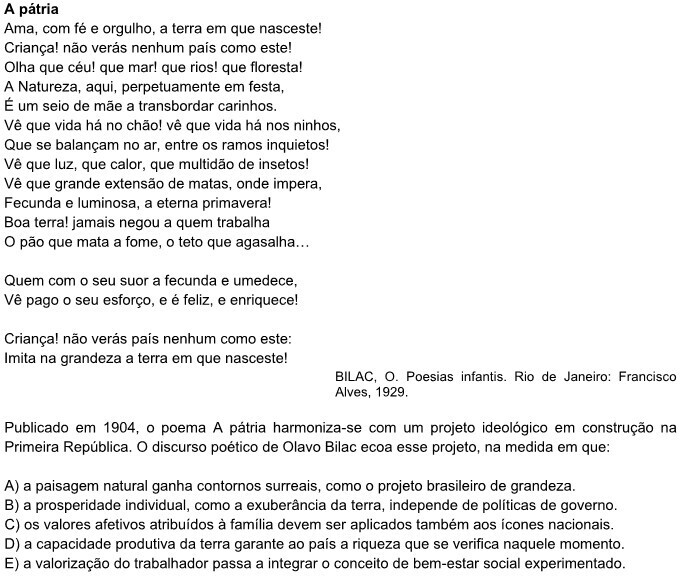 A pátria
Ama, com fé e orgulho, a terra em que nasceste!
Criança! não verás nenhum país como este!
Olha que céu! que mar! que rios! que floresta!
A Natureza, aqui, perpetuamente em festa,
É um seio de mãe a transbordar carinhos.
Vê que vida há no chão! vê que vida há nos ninhos,
Que se balançam no ar, entre os ramos inquietos!
Vê que luz, que calor, que multidão de insetos!
Vê que grande extensão de matas, onde impera,
Fecunda e luminosa, a eterna primavera!
Boa terra! jamais negou a quem trabalha
O pão que mata a fome, o teto que agasalha…
Quem com o seu suor a fecunda e umedece,
Vê pago o seu esforço, e é feliz, e enriquece!
Criança! não verás país nenhum como este:
Imita na grandeza a terra em que nasceste!
BILAC, O. Poesias infantis. Rio de Janeiro: Francisco
Alves, 1929.
Publicado em 1904, o poema A pátria harmoniza-se com um projeto ideológico em construção na
Primeira República. O discurso poético de Olavo Bilac ecoa esse projeto, na medida em que:
A) a paisagem natural ganha contornos surreais, como o projeto brasileiro de grandeza.
B) a prosperidade individual, como a exuberância da terra, independe de políticas de governo.
C) os valores afetivos atribuídos à família devem ser aplicados também aos ícones nacionais.
D) a capacidade produtiva da terra garante ao país a riqueza que se verifica naquele momento.
E) a valorização do trabalhador passa a integrar o conceito de bem-estar social experimentado.